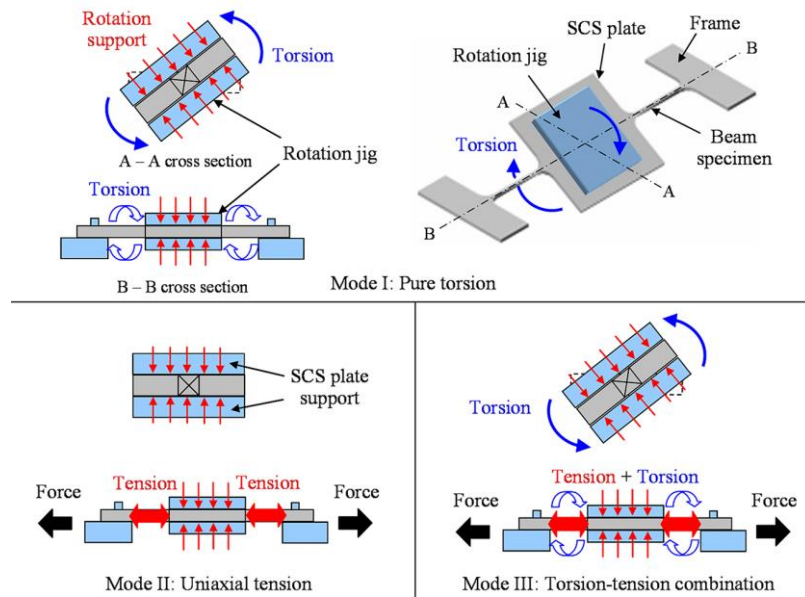 Rotation
support
Torsion
A – A cross section
Rotation jig
Torsion
B – B cross section
SCS plate
Frame
Rotation jig
B
A
Beam
specimen
Torsion
A
B
Mode I: Pure torsion
SCS plate
support
Tension
Tension
Force
Force
Mode II: Uniaxial tension
Torsion
Tension + Torsion
Force
Force
Mode III: Torsion-tension combination